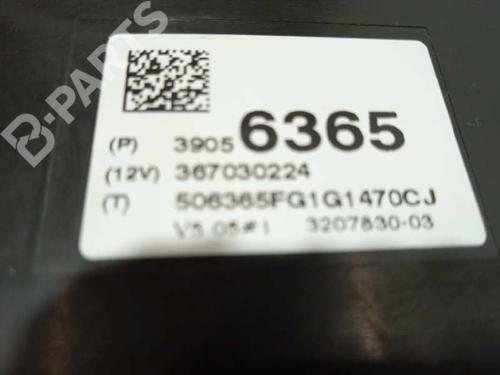 B-PARTS
(P) 3905 6365
(12V) 367030224
(T) 506365FG1G1470CJ
V5.05#1 3207830-03